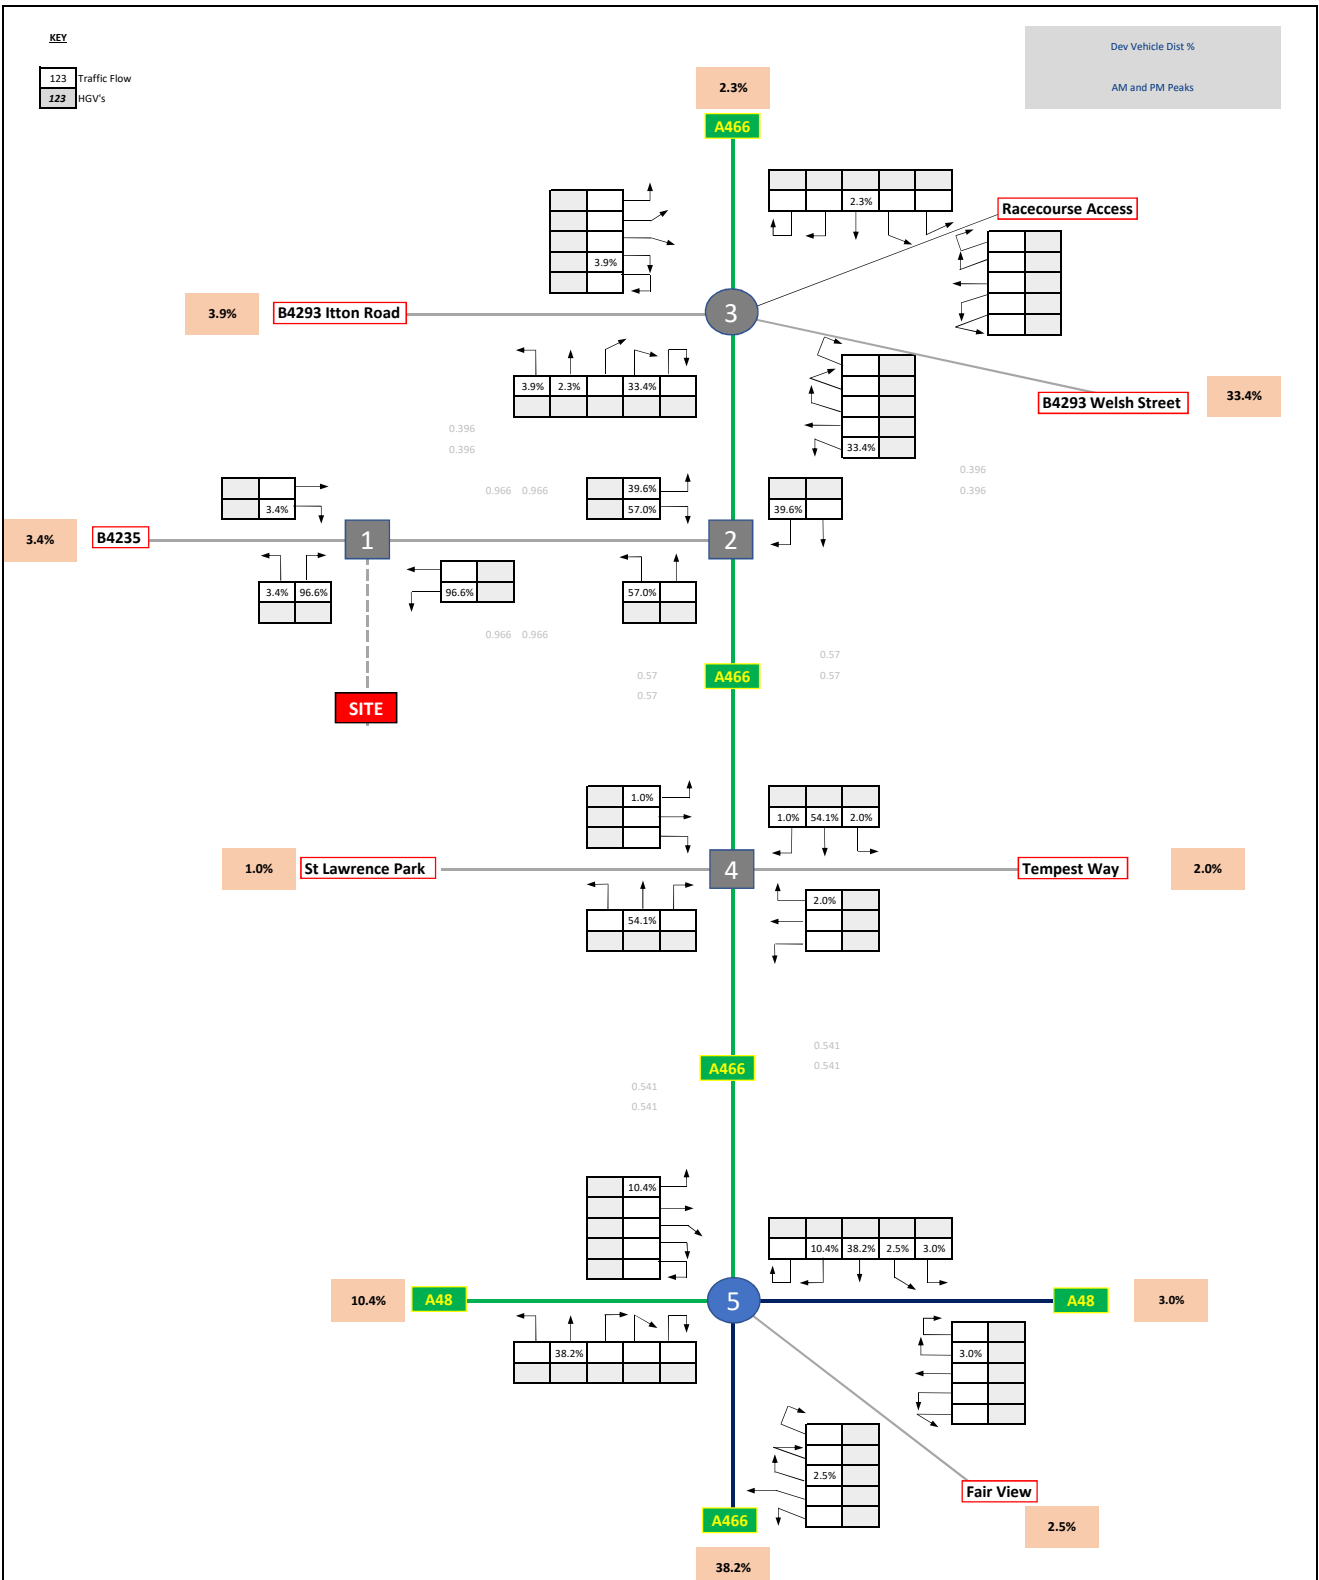 KEY
Dev Vehicle Dist %
123 Traffic Flow
123 HGV's
AM and PM Peaks
2.3%
A466
2.3%
Racecourse Access
3.9%
3.9%
B4293 Itton Road
3
3.9% 2.3% 33.4%
B4293 Welsh Street
33.4%
33.4%
0.396
0.396
0.396
0.396
0.966 0.966
39.6%
57.0%
39.6%
3.4%
3.4%
B4235
1
2
3.4% 96.6%
96.6%
57.0%
0.966 0.966
0.57
0.57
0.57
0.57
A466
SITE
1.0%
1.0% 54.1% 2.0%
1.0%
St Lawrence Park
4
Tempest Way
2.0%
54.1%
2.0%
0.541
0.541
A466
0.541
0.541
10.4%
10.4% 38.2% 2.5% 3.0%
10.4%
A48
5
A48
3.0%
38.2%
3.0%
2.5%
Fair View
A466
2.5%
38.2%